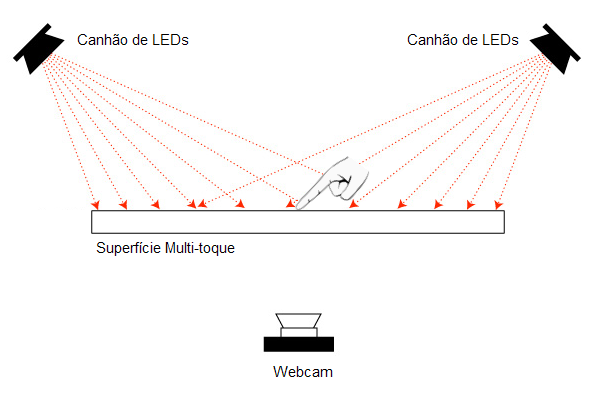 Canhão de LEDs
Canhão de LEDs
Superfície Multi-toque
Webcam